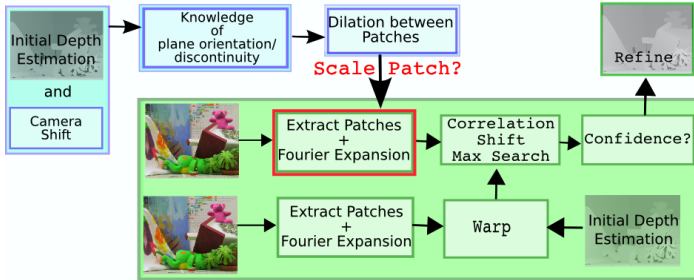 Initial Depth
Estimation
and
Camera
Shift
Knowledge
of
plane orientation/
discontinuity
Dilation between
Patches
Scale Patch?
Refine
Extract Patches
+
Fourier Expansion
Correlation
Shift
Max Search
Confidence?
Extract Patches
+
Fourier Expansion
Warp
Initial Depth
Estimation